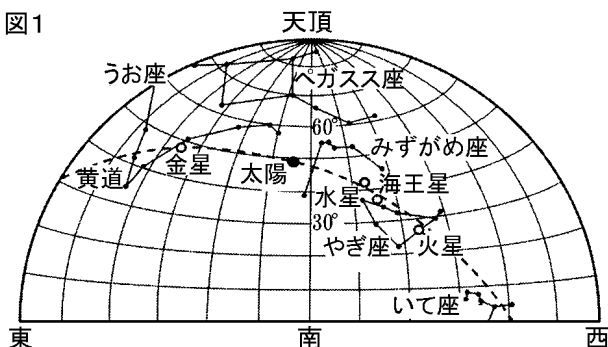 図1
天頂
うお座
ペガスス座
60°
みずがめ座
黄道
金星
太陽
水星
海王星
30°
やぎ座
火星
いて座
東
南
西